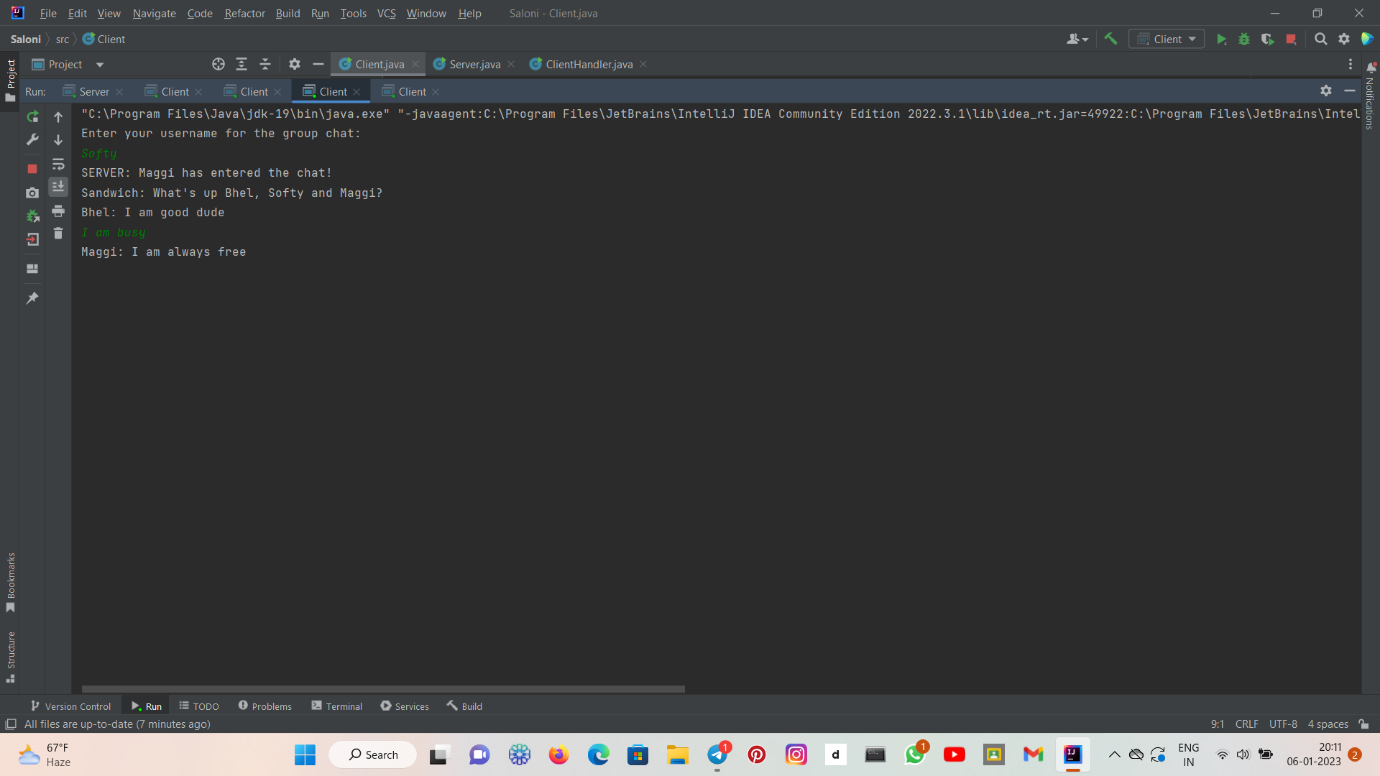 File Edit View Navigate Code Refactor Build Run Tools VCS Window Help Saloni - Client.java
Saloni src Client Client
Project Client.java Server.java ClientHandler.java
Run: Server Client Client Client Client
"C:\Program Files\Java\jdk-19\bin\java.exe" "-javaagent:C:\Program Files\JetBrains\IntelliJ IDEA Community Edition 2022.3.1\lib\idea_rt.jar=49922:C:\Program Files\JetBrains\Intel
Enter your username for the group chat:
Softy
SERVER: Maggi has entered the chat!
Sandwich: What's up Bhel, Softy and Maggi?
Bhel: I am good dude
I am busy
Maggi: I am always free
Project
Notifications
Bookmarks
Structure
Version Control Run TODO Problems Terminal Services Build
All files are up-to-date (7 minutes ago) 9:1 CRLF UTF-8 4 spaces
67°F
Haze
Search
1
d
1
ENG
IN
20:11
06-01-2023
2